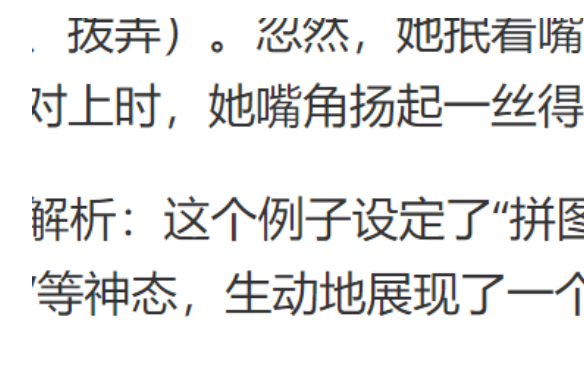 、拨弄）。忽然，她抿着嘴
对上时，她嘴角扬起一丝得
解析：这个例子设定了“拼图
”等神态，生动地展现了一个